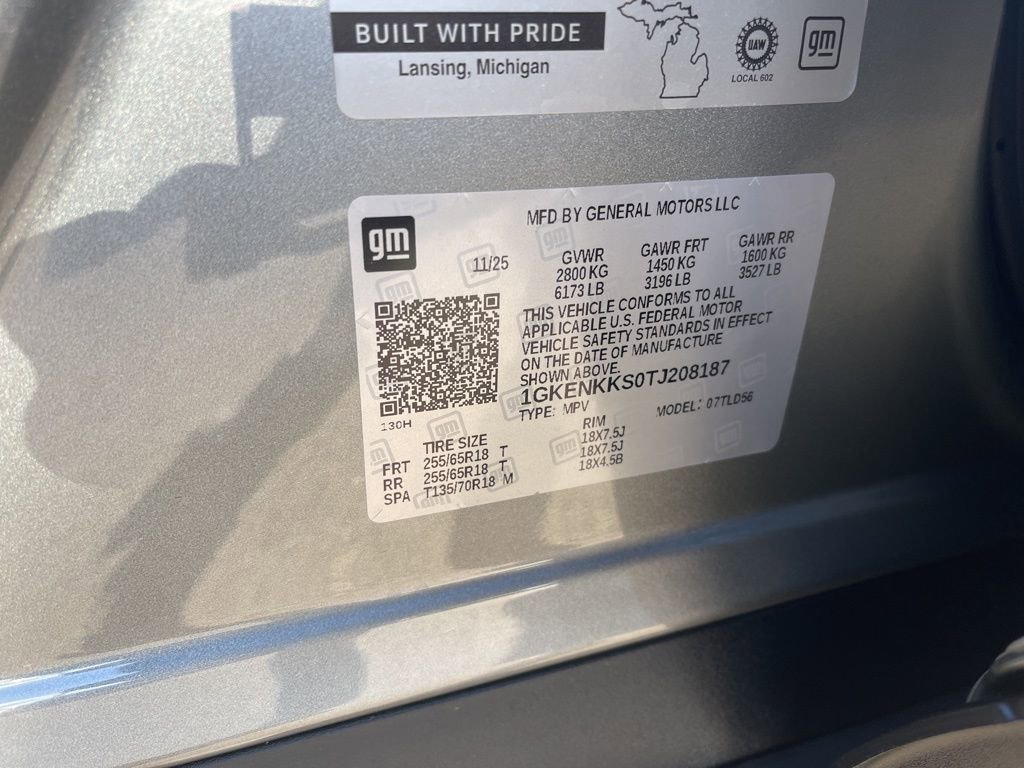 BUILT WITH PRIDE
Lansing, Michigan
UAW
LOCAL 602
gm
gm
MFD BY GENERAL MOTORS LLC
11/25
GVWR GAWR FRT GAWR RR
2800 KG 1450 KG 1600 KG
6173 LB 3196 LB 3527 LB
THIS VEHICLE CONFORMS TO ALL
APPLICABLE U.S. FEDERAL MOTOR
VEHICLE SAFETY STANDARDS IN EFFECT
ON THE DATE OF MANUFACTURE
SHOWN ABOVE.
1GKENKKS0TJ208187
TYPE: MPV MODEL: 07TLD56
130H
TIRE SIZE RIM
FRT 255/65R18 T 18X7.5J
RR 255/65R18 T 18X7.5J
SPA T135/70R18 M 18X4.5B